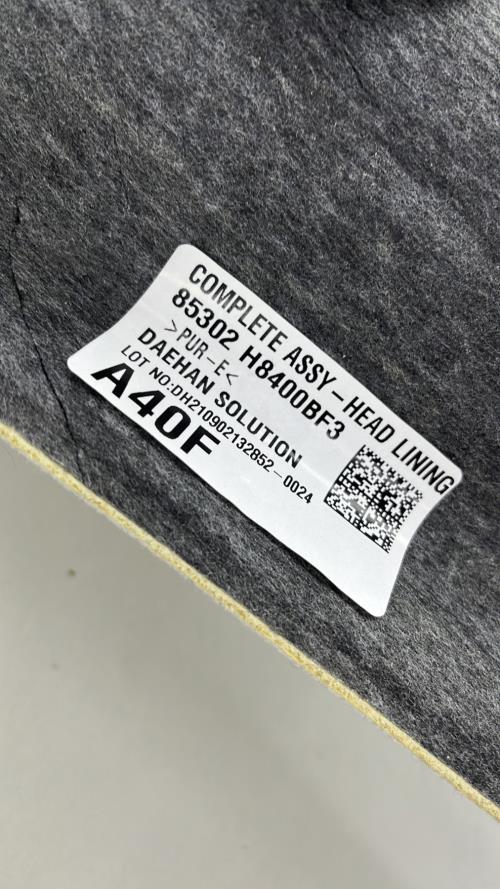 COMPLETE ASSY-HEAD LINING
85302 H8400BF3
>PUR-E<
DAEHAN SOLUTION
LOT NO:DH210902132852-0024
A40F